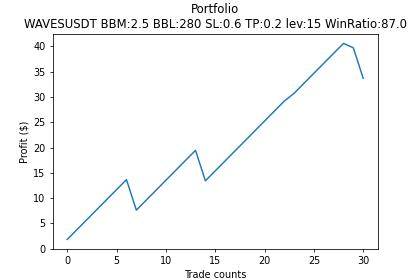 Portfolio
WAVESUSDT BBM:2.5 BBL:280 SL:0.6 TP:0.2 lev:15 WinRatio:87.0
40
35
30
25
20
15
10
5
0
Profit ($)
0 5 10 15 20 25 30
Trade counts